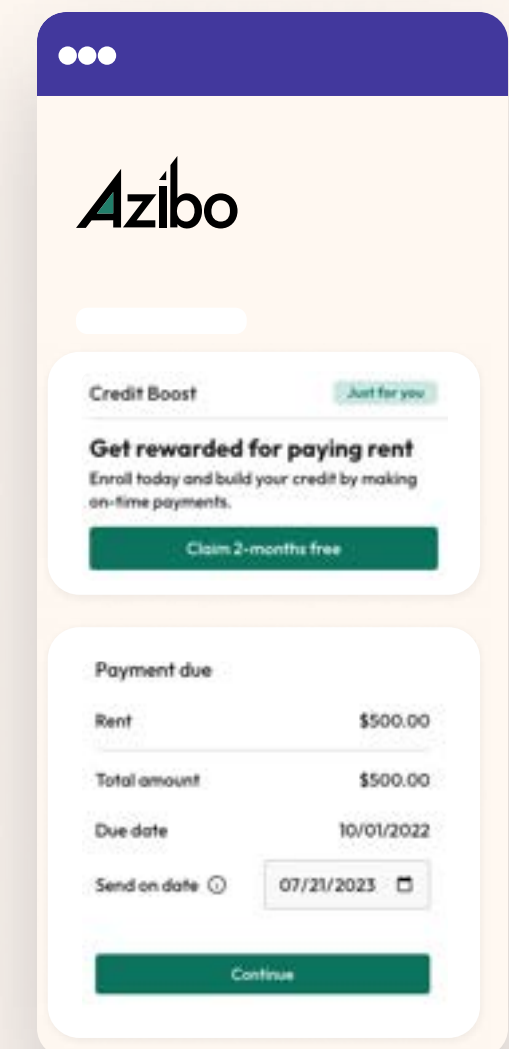 Azibo
Credit Boost Just for you
Get rewarded for paying rent
Enroll today and build your credit by making
on-time payments.
Claim 2-months free
Payment due
Rent $500.00
Total amount $500.00
Due date 10/01/2022
Send on date 07/21/2023
Continue